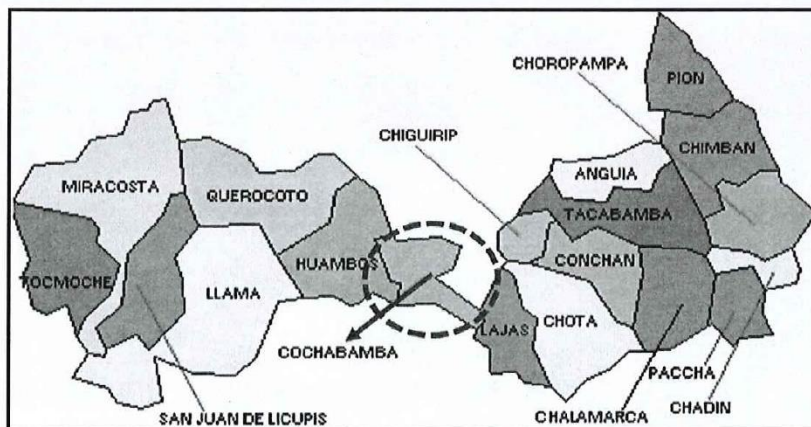 CHOROPAMPA
PION
CHIGUIRIP
CHIMBAN
ANGUIA
MIRACOSTA
QUEROCOTO
TACABAMBA
HUAMBOS
CONCHAN
TOCMOCHE
LLAMA
LAJAS
CHOTA
COCHABAMBA
PACCHA
SAN JUAN DE LICUPIS
CHALAMARCA
CHADIN